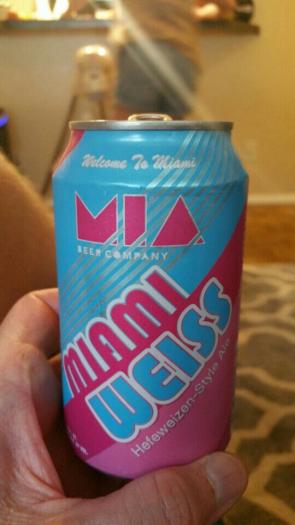 Welcome To Miami
M.I.A.
BEER COMPANY
MIAMI
WEISS
Hefeweizen-Style Ale